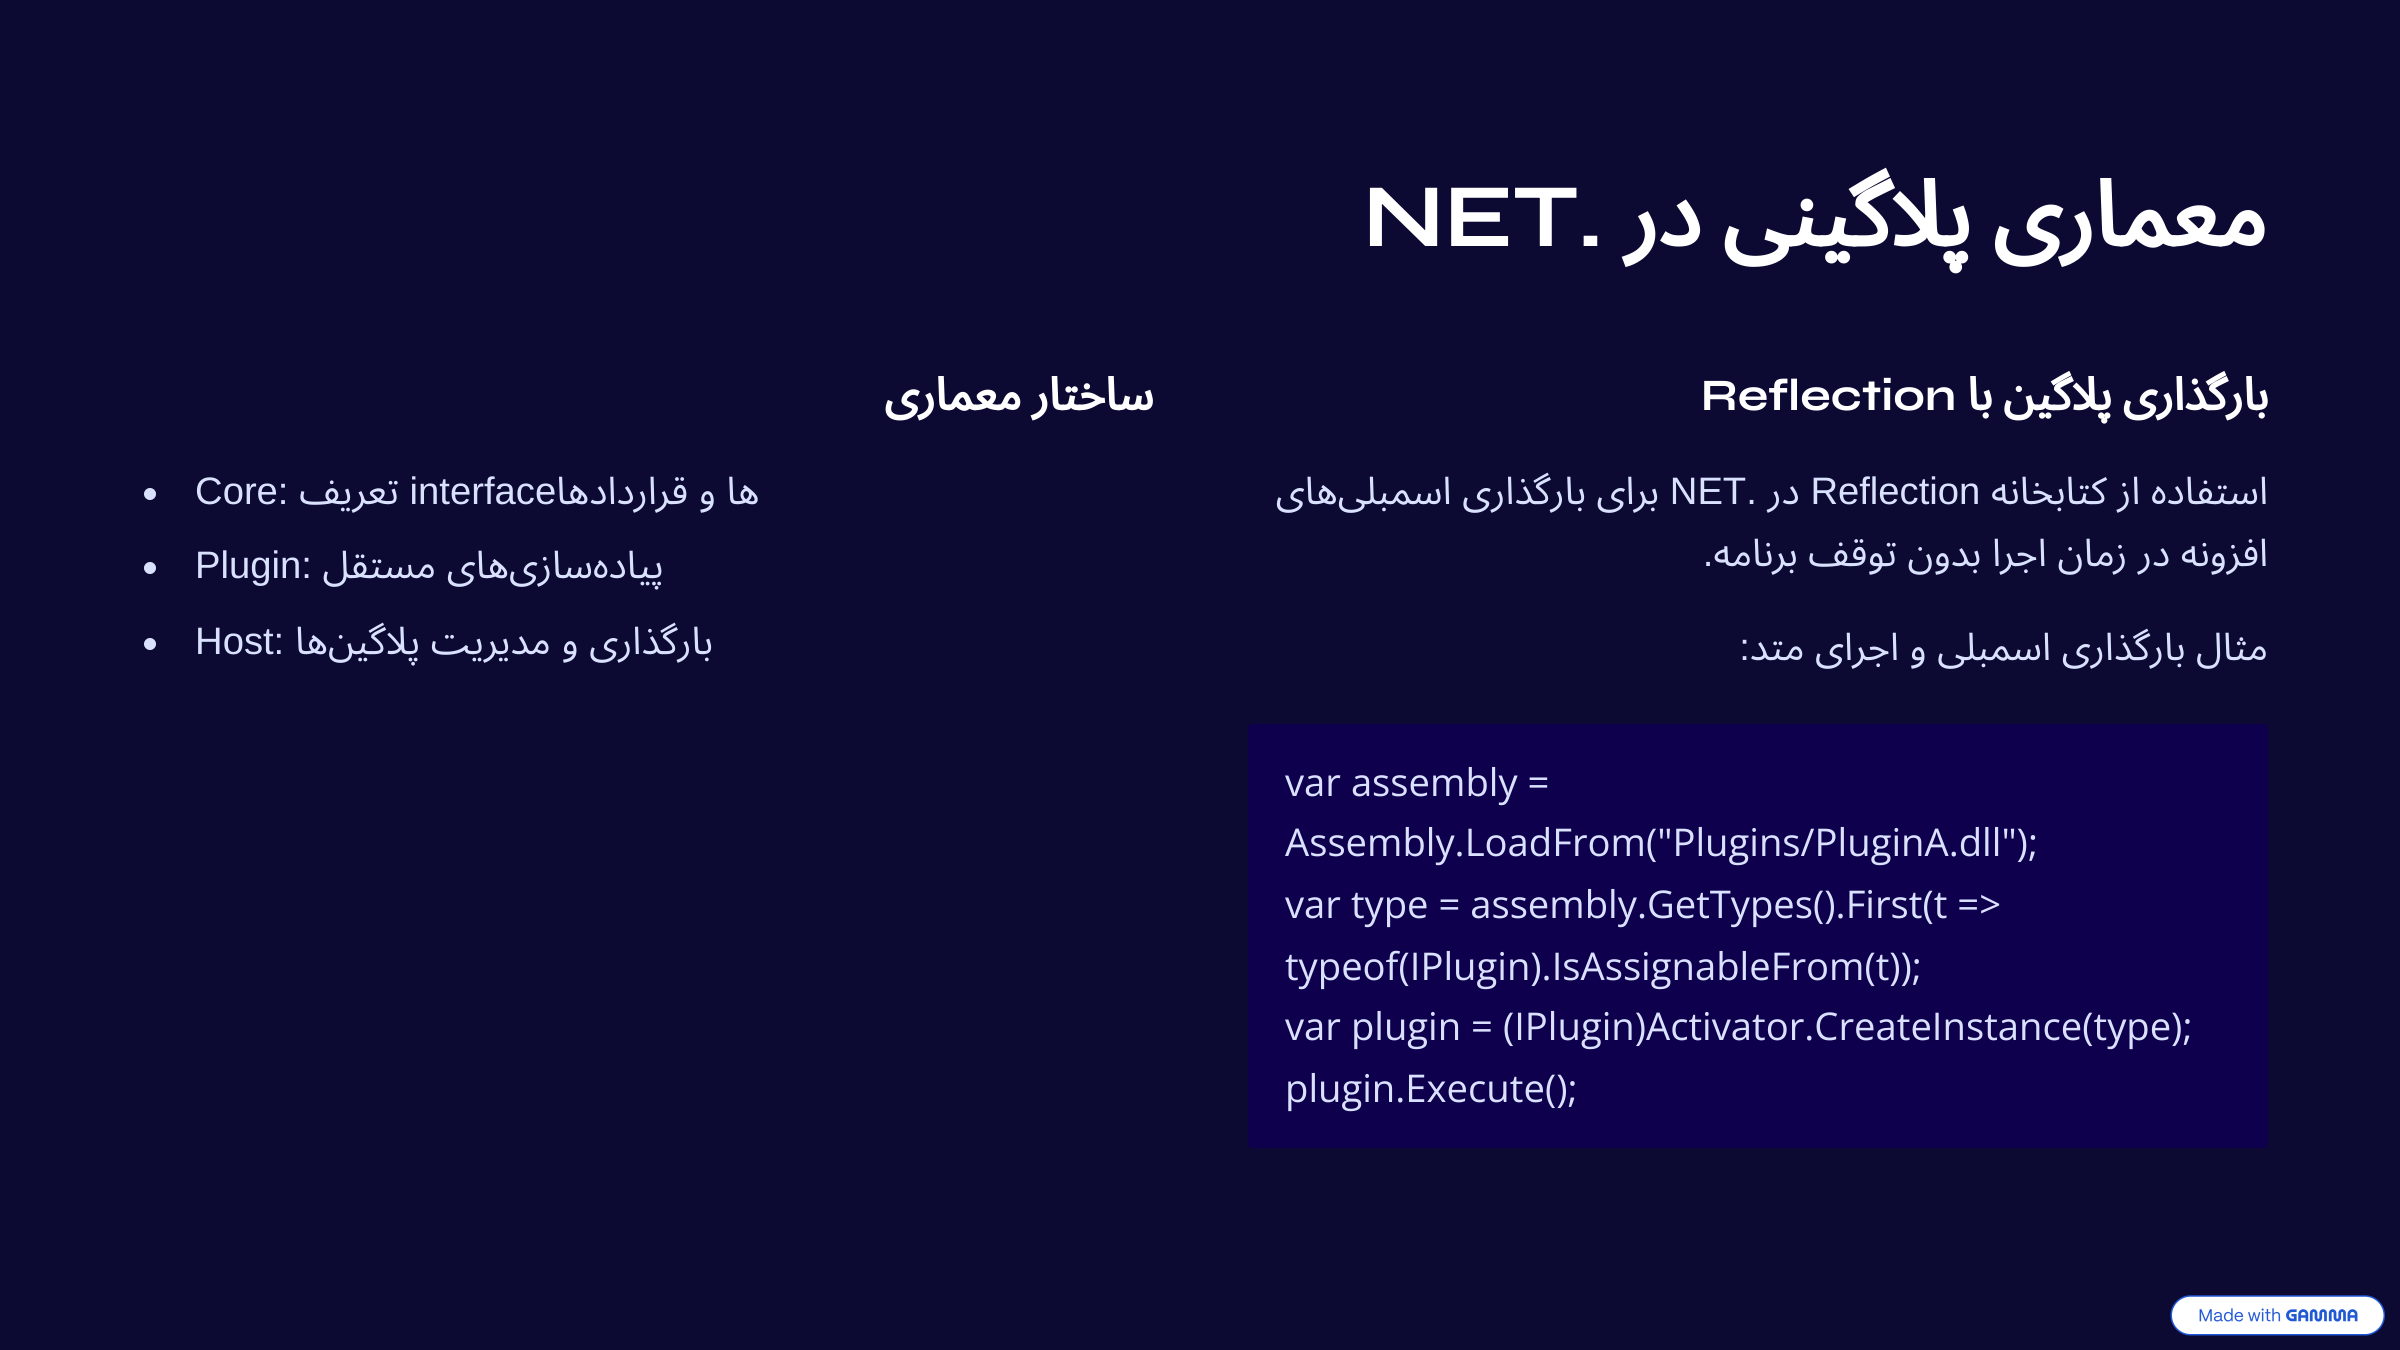 معماری پلاگینی در .NET
بارگذاری پلاگین با Reflection
استفاده از کتابخانه Reflection در .NET برای بارگذاری اسمبلی‌های
افزونه در زمان اجرا بدون توقف برنامه.
مثال بارگذاری اسمبلی و اجرای متد:
var assembly =
Assembly.LoadFrom("Plugins/PluginA.dll");
var type = assembly.GetTypes().First(t =>
typeof(IPlugin).IsAssignableFrom(t));
var plugin = (IPlugin)Activator.CreateInstance(type);
plugin.Execute();
ساختار معماری
Core: تعریف interfaceها و قراردادها
Plugin: پیاده‌سازی‌های مستقل
Host: بارگذاری و مدیریت پلاگین‌ها
Made with GAMMA